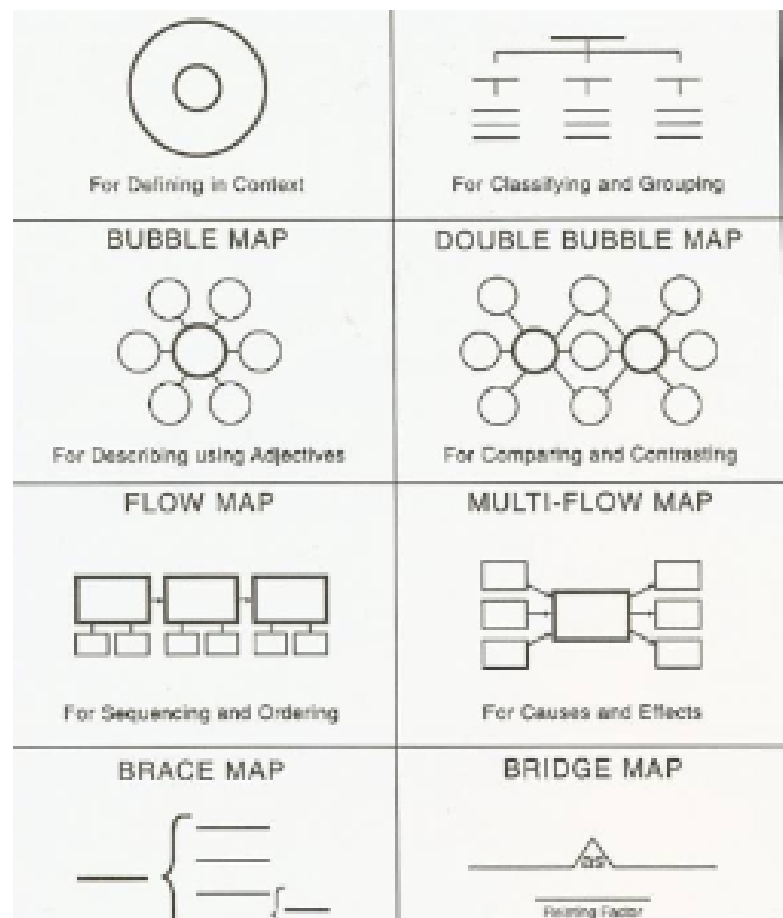 For Defining in Context
For Classifying and Grouping
BUBBLE MAP
DOUBLE BUBBLE MAP
For Describing using Adjectives
For Comparing and Contrasting
FLOW MAP
MULTI-FLOW MAP
For Sequencing and Ordering
For Causes and Effects
BRACE MAP
BRIDGE MAP
as
Relating Factor